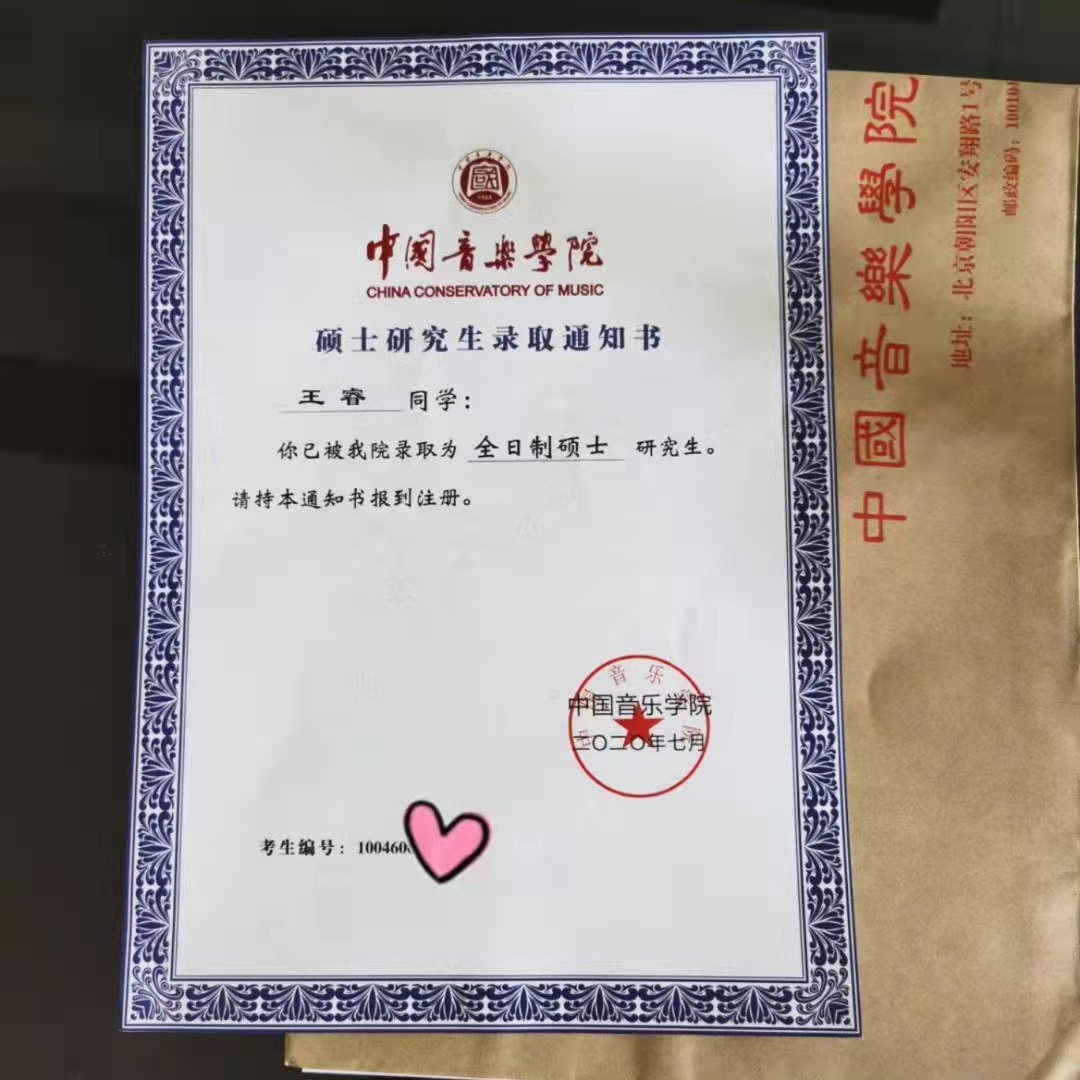 中國音樂學院
CHINA CONSERVATORY OF MUSIC
硕士研究生录取通知书
王睿 同学：
你已被我院录取为 全日制硕士 研究生。
请持本通知书报到注册。
中国音乐学院
二〇二〇年七月
考生编号：10046
中國音樂學院
地址：北京朝阳区安翔路1号
邮政编码：100101